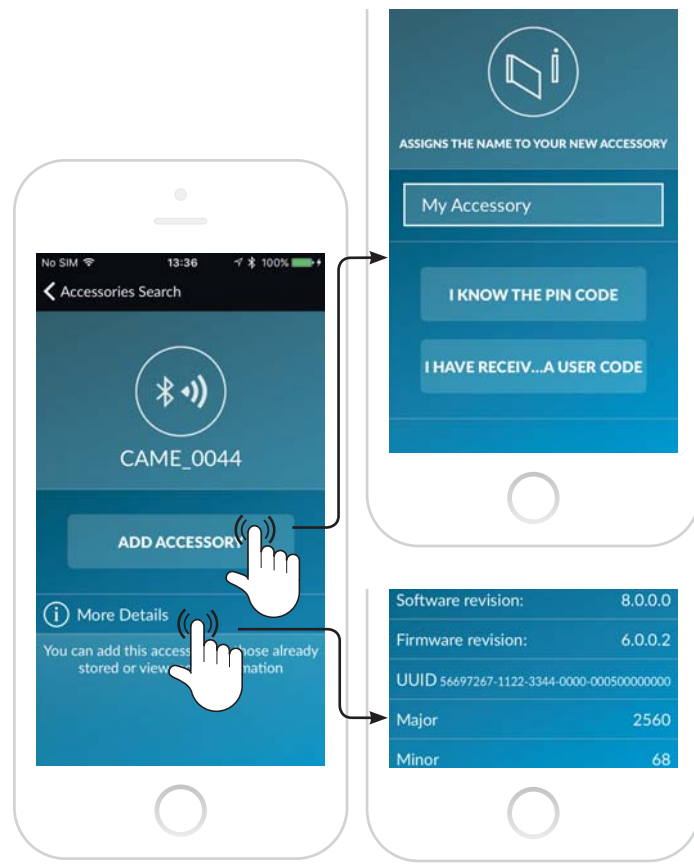 No SIM 13:36 100%
Accessories Search
CAME_0044
ADD ACCESSORY
More Details
You can add this access hose already
stored or view mation
ASSIGNS THE NAME TO YOUR NEW ACCESSORY
My Accessory
I KNOW THE PIN CODE
I HAVE RECEIV...A USER CODE
Software revision: 8.0.0.0
Firmware revision: 6.0.0.2
UUID 56697267-1122-3344-0000-000500000000
Major 2560
Minor 68